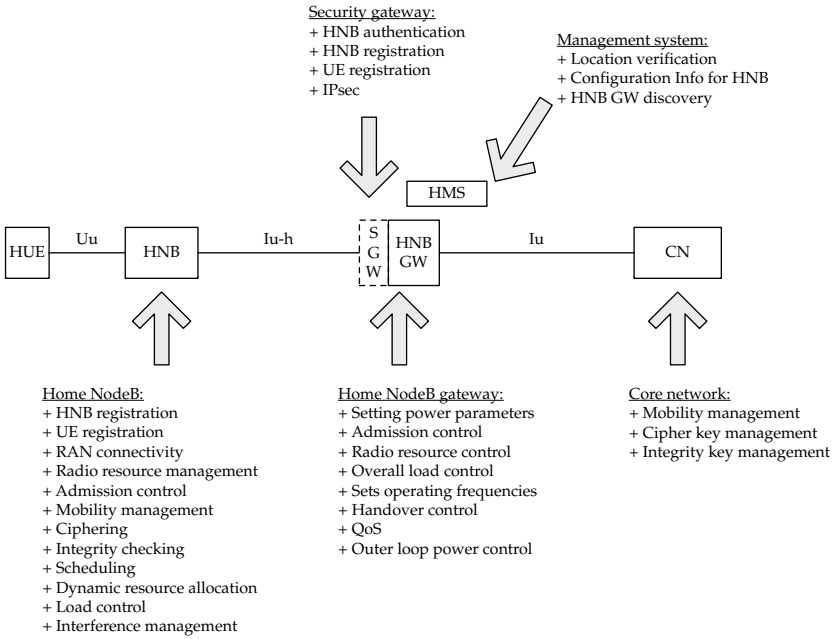 Security gateway:
+ HNB authentication
+ HNB registration
+ UE registration
+ IPsec
Management system:
+ Location verification
+ Configuration Info for HNB
+ HNB GW discovery
HMS
HUE
Uu
HNB
Iu-h
S
G
W
HNB
GW
Iu
CN
Home NodeB:
+ HNB registration
+ UE registration
+ RAN connectivity
+ Radio resource management
+ Admission control
+ Mobility management
+ Ciphering
+ Integrity checking
+ Scheduling
+ Dynamic resource allocation
+ Load control
+ Interference management
Home NodeB gateway:
+ Setting power parameters
+ Admission control
+ Radio resource control
+ Overall load control
+ Sets operating frequencies
+ Handover control
+ QoS
+ Outer loop power control
Core network:
+ Mobility management
+ Cipher key management
+ Integrity key management